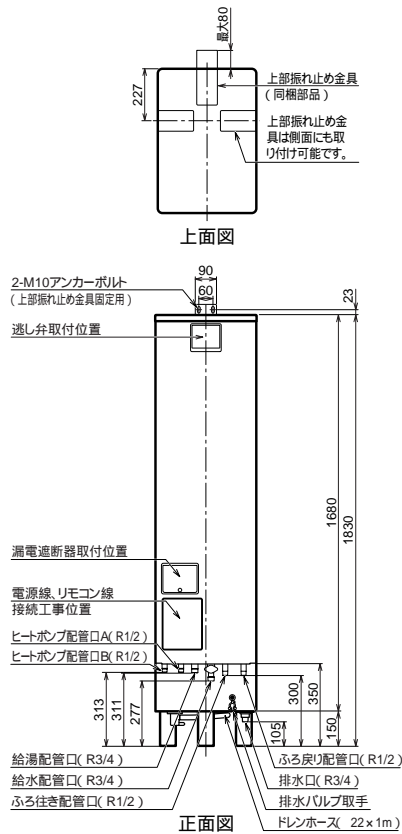 最大80
227
上部振れ止め金具
(同梱部品)
上部振れ止め金
具は側面にも取
り付け可能です。
上面図
90
60
23
2-M10アンカーボルト
(上部振れ止め金具固定用)
逃し弁取付位置
1680
1830
漏電遮断器取付位置
電源線、リモコン線
接続工事位置
ヒートポンプ配管口A(R1/2)
ヒートポンプ配管口B(R1/2)
313
311
277
105
300
350
150
給湯配管口(R3/4)
給水配管口(R3/4)
ふろ往き配管口(R1/2)
ふろ戻り配管口(R1/2)
排水口(R3/4)
排水バルブ取手
ドレンホース( 22×1m)
正面図